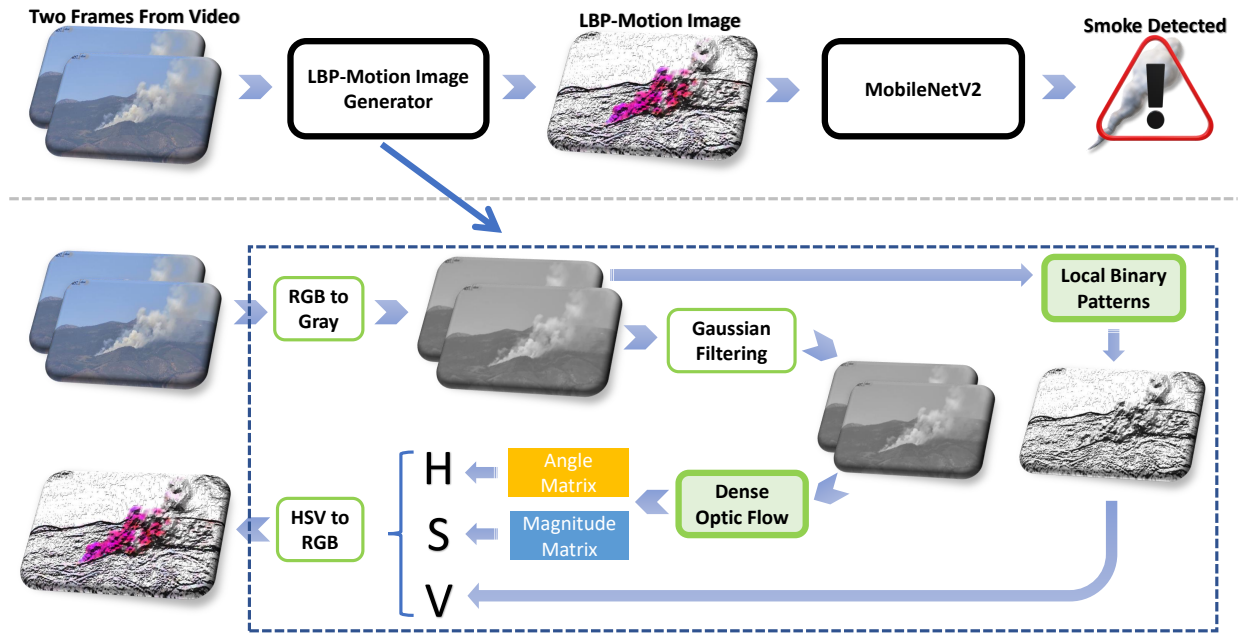 Two Frames From Video
LBP-Motion Image
Smoke Detected
LBP-Motion Image
Generator
MobileNetV2
RGB to
Gray
Gaussian
Filtering
Local Binary
Patterns
H
Angle
Matrix
Dense
Optic Flow
HSV to
RGB
S
Magnitude
Matrix
V